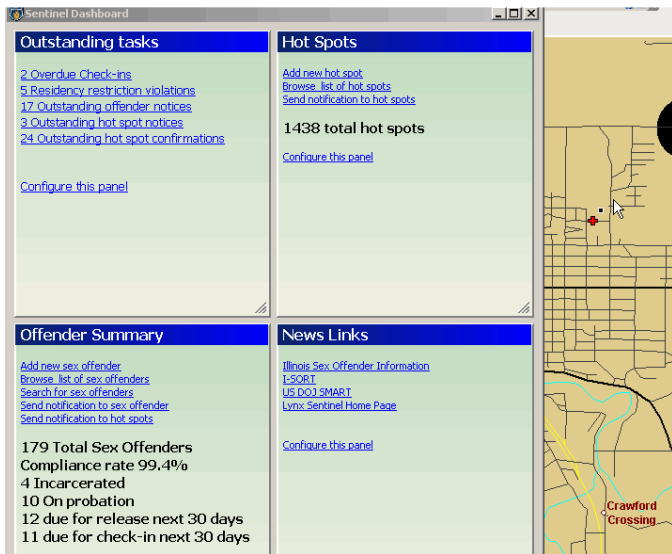 Sentinel Dashboard
Outstanding tasks
2 Overdue Check-ins
5 Residency restriction violations
17 Outstanding offender notices
3 Outstanding hot spot notices
24 Outstanding hot spot confirmations
Configure this panel
Hot Spots
Add new hot spot
Browse list of hot spots
Send notification to hot spots
1438 total hot spots
Configure this panel
Offender Summary
Add new sex offender
Browse list of sex offenders
Search for sex offenders
Send notification to sex offender
Send notification to hot spots
179 Total Sex Offenders
Compliance rate 99.4%
4 Incarcerated
10 On probation
12 due for release next 30 days
11 due for check-in next 30 days
News Links
Illinois Sex Offender Information
I-SORT
US DOJ SMART
Lynx Sentinel Home Page
Configure this panel
Crawford
Crossing